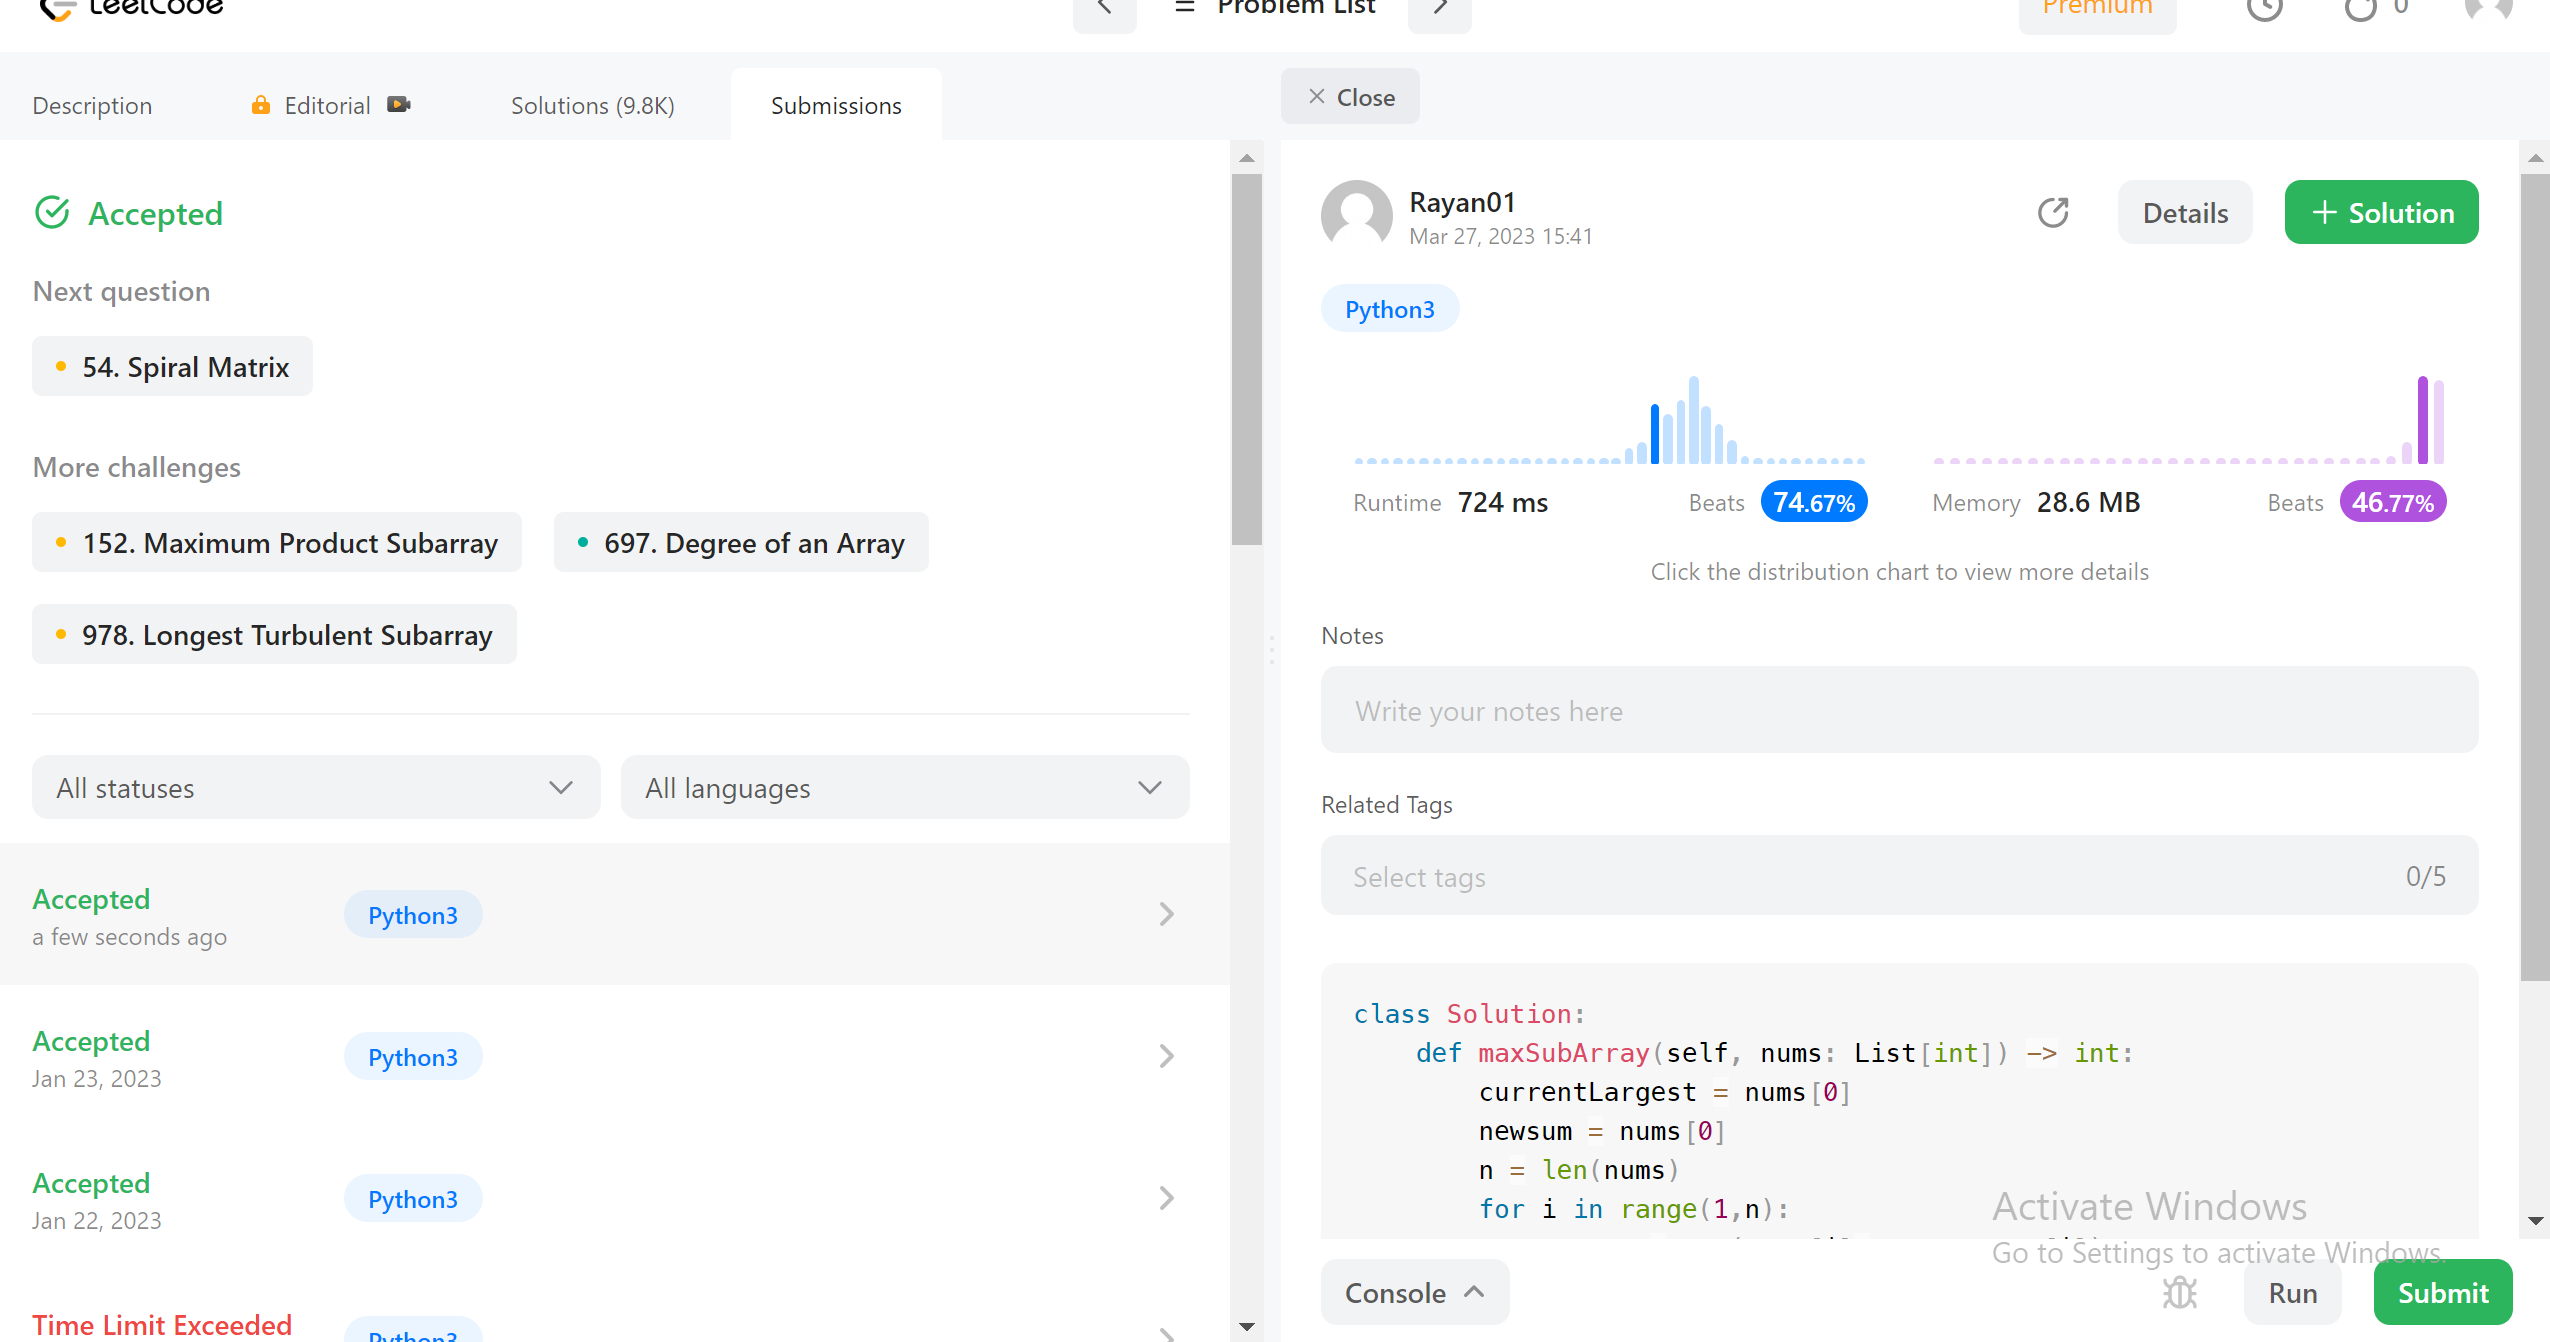 LeetCode
Problem List
Premium
0
Description
Editorial
Solutions (9.8K)
Submissions
Close
Accepted
Next question
54. Spiral Matrix
More challenges
152. Maximum Product Subarray
697. Degree of an Array
978. Longest Turbulent Subarray
All statuses
All languages
Accepted
a few seconds ago
Python3
Accepted
Jan 23, 2023
Python3
Accepted
Jan 22, 2023
Python3
Time Limit Exceeded
Python3
Rayan01
Mar 27, 2023 15:41
Details
+ Solution
Python3
Runtime 724 ms
Beats 74.67%
Memory 28.6 MB
Beats 46.77%
Click the distribution chart to view more details
Notes
Write your notes here
Related Tags
Select tags
0/5
class Solution:
def maxSubArray(self, nums: List[int]) -> int:
currentLargest = nums[0]
newsum = nums[0]
n = len(nums)
for i in range(1,n):
Activate Windows
Go to Settings to activate Windows.
Console
Run
Submit